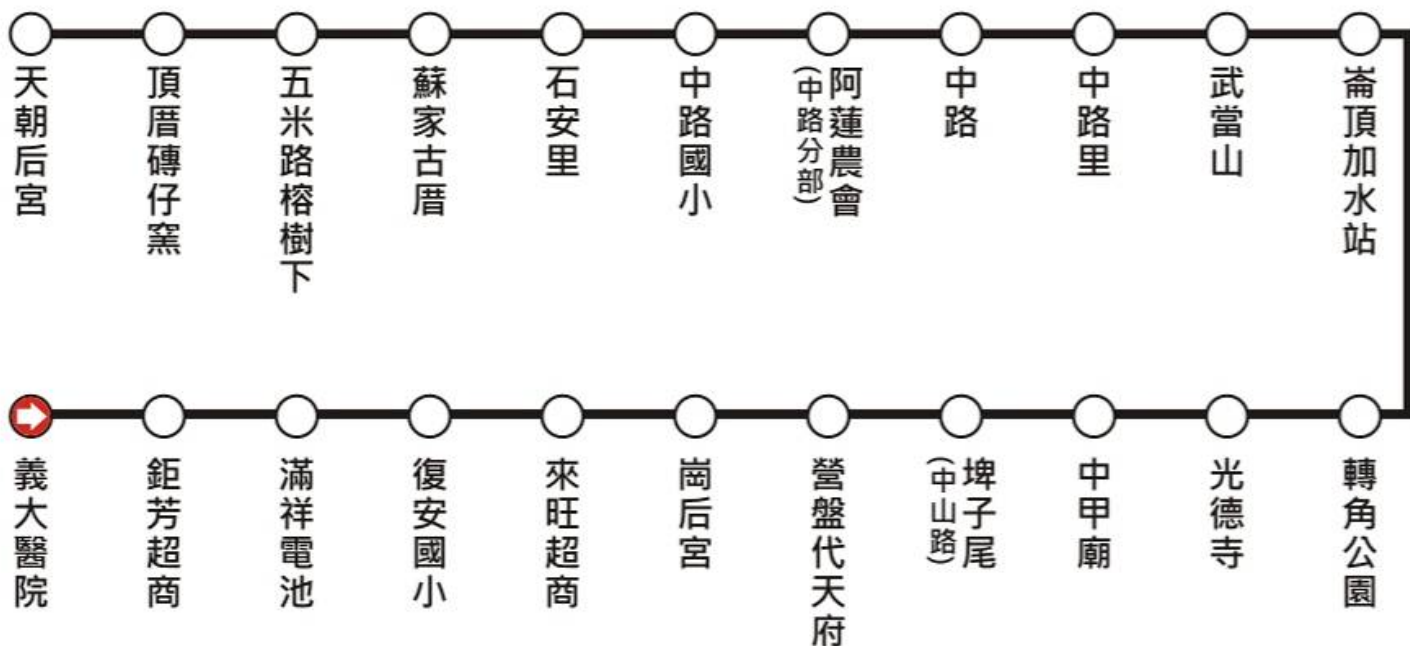 天朝后宮
頂厝磚仔窯
五米路榕樹下
蘇家古厝
石安里
中路國小
阿蓮農會
(中路分部)
中路
中路里
武當山
崙頂加水站
義大醫院
鉅芳超商
滿祥電池
復安國小
來旺超商
崗后宮
營盤代天府
埤子尾
(中山路)
中甲廟
光德寺
轉角公園